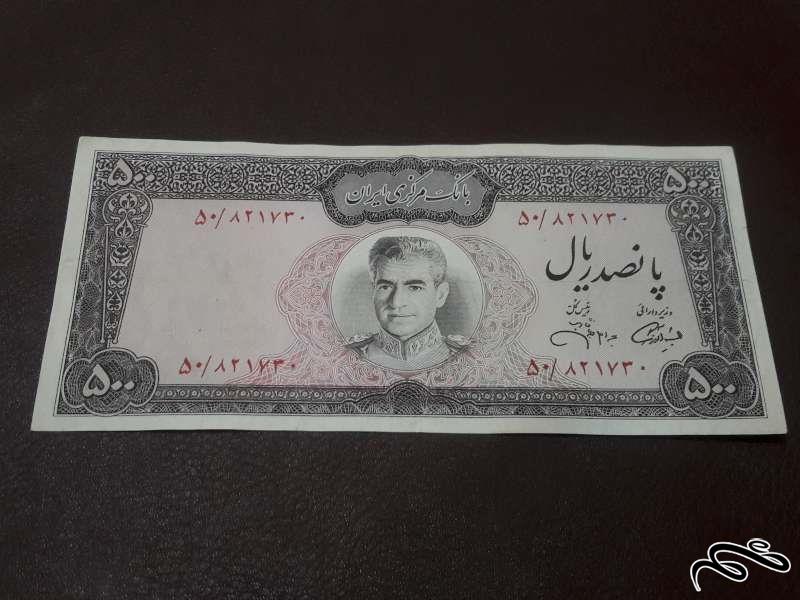 بانک مرکزی ایران
۵۰۰
۵۰۰
۵۰/۸۲۱۷۳۰
۵۰/۸۲۱۷۳۰
پانصد ریال
وزیر دارائی
رئیس کل
۵۰/۸۲۱۷۳۰
۵۰/۸۲۱۷۳۰
۵۰۰
۵۰۰